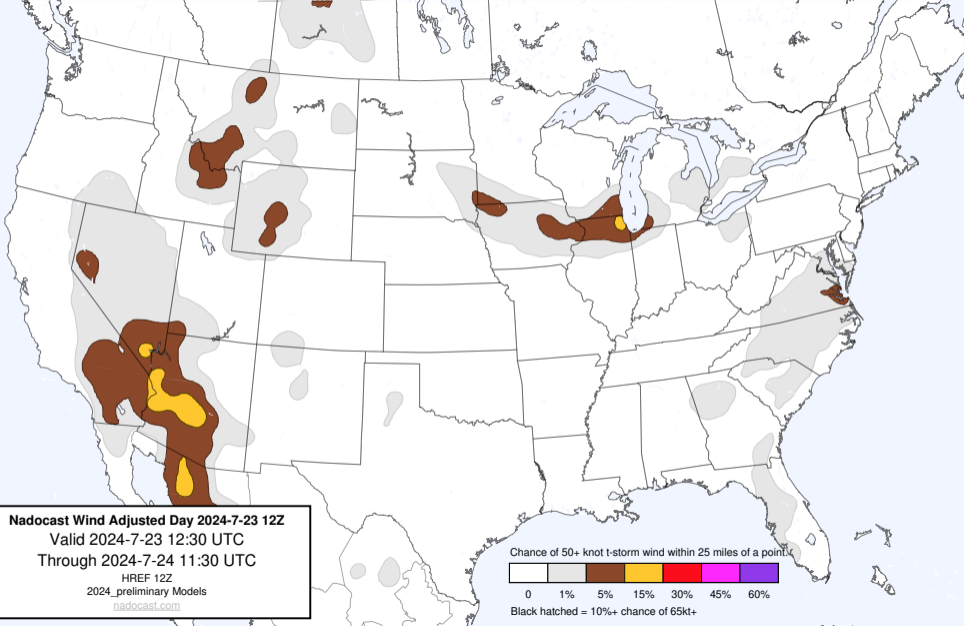 Nadocast Wind Adjusted Day 2024-7-23 12Z
Valid 2024-7-23 12:30 UTC
Through 2024-7-24 11:30 UTC
HREF 12Z
2024_preliminary Models
nadocast.com
Chance of 50+ knot t-storm wind within 25 miles of a point.
0 1% 5% 15% 30% 45% 60%
Black hatched = 10%+ chance of 65kt+